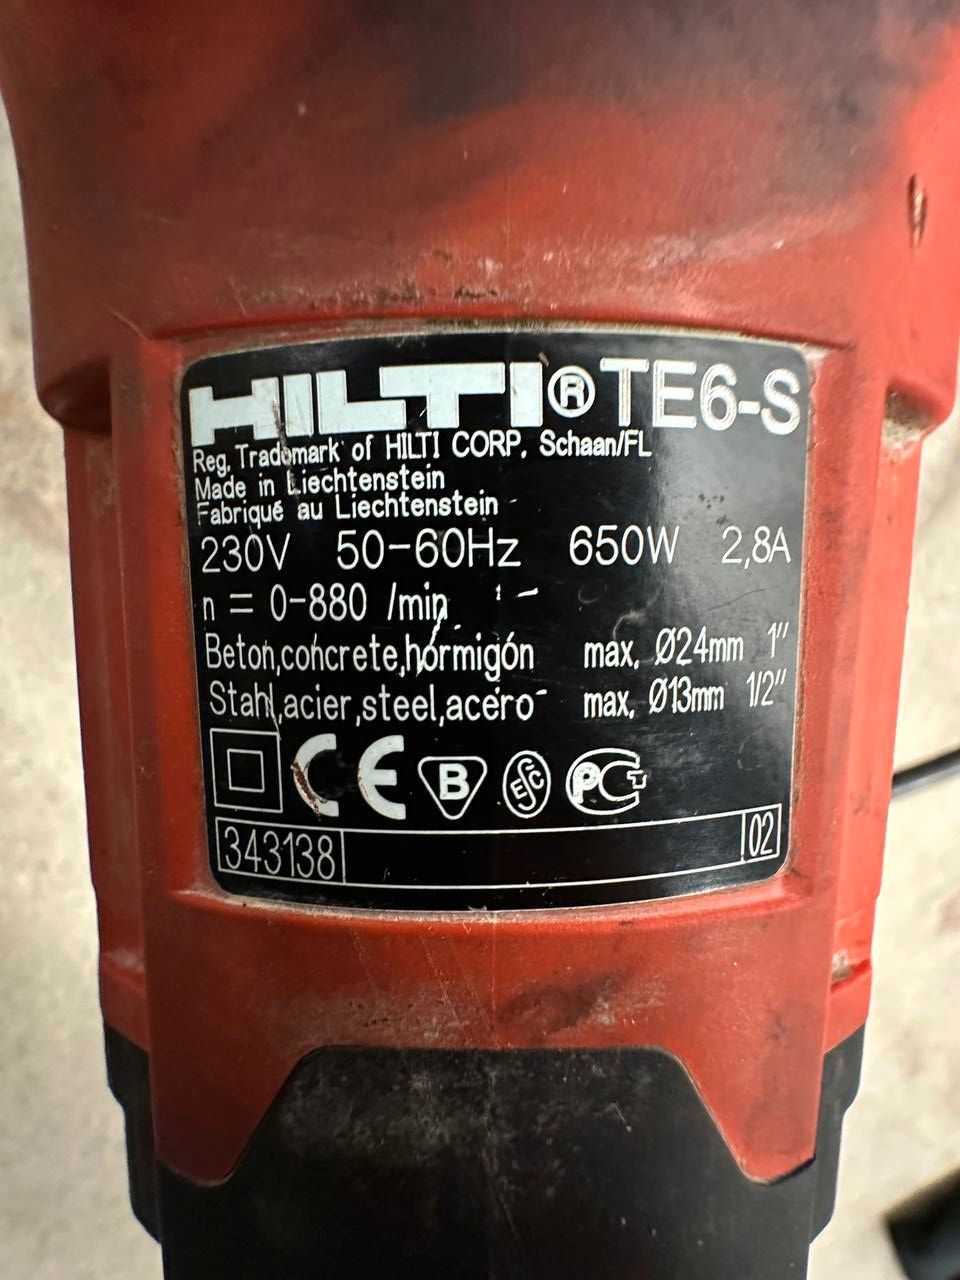 HILTI® TE6-S
Reg. Trademark of HILTI CORP. Schaan/FL
Made in Liechtenstein
Fabriqué au Liechtenstein
230V 50-60Hz 650W 2,8A
n = 0-880 /min
Beton,concrete,hormigón max. Ø24mm 1"
Stahl,acier,steel,acero max. Ø13mm 1/2"
CE B ESC PCT
343138 02